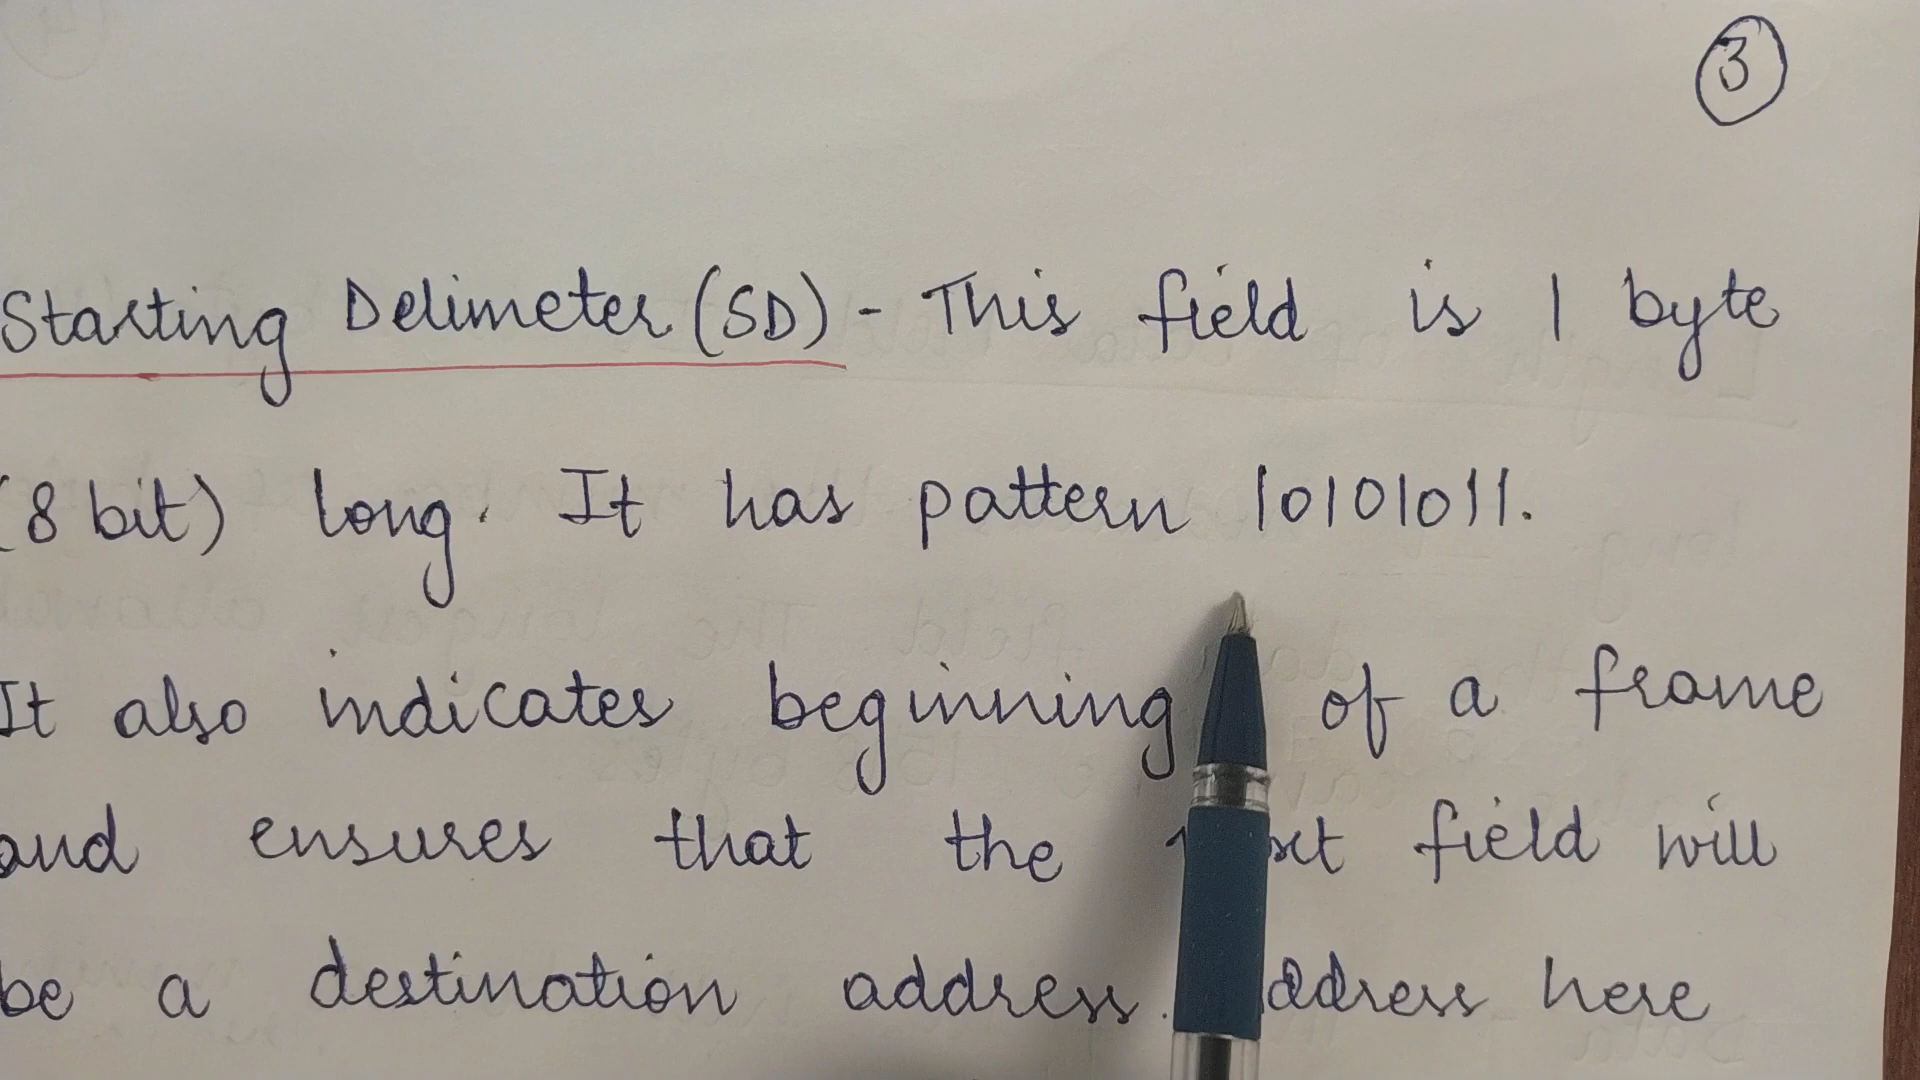 3
Starting Delimeter (SD) - This field is 1 byte
(8 bit) long. It has pattern 10101011.
It also indicates beginning of a frame
and ensures that the field will
be a destination address. here